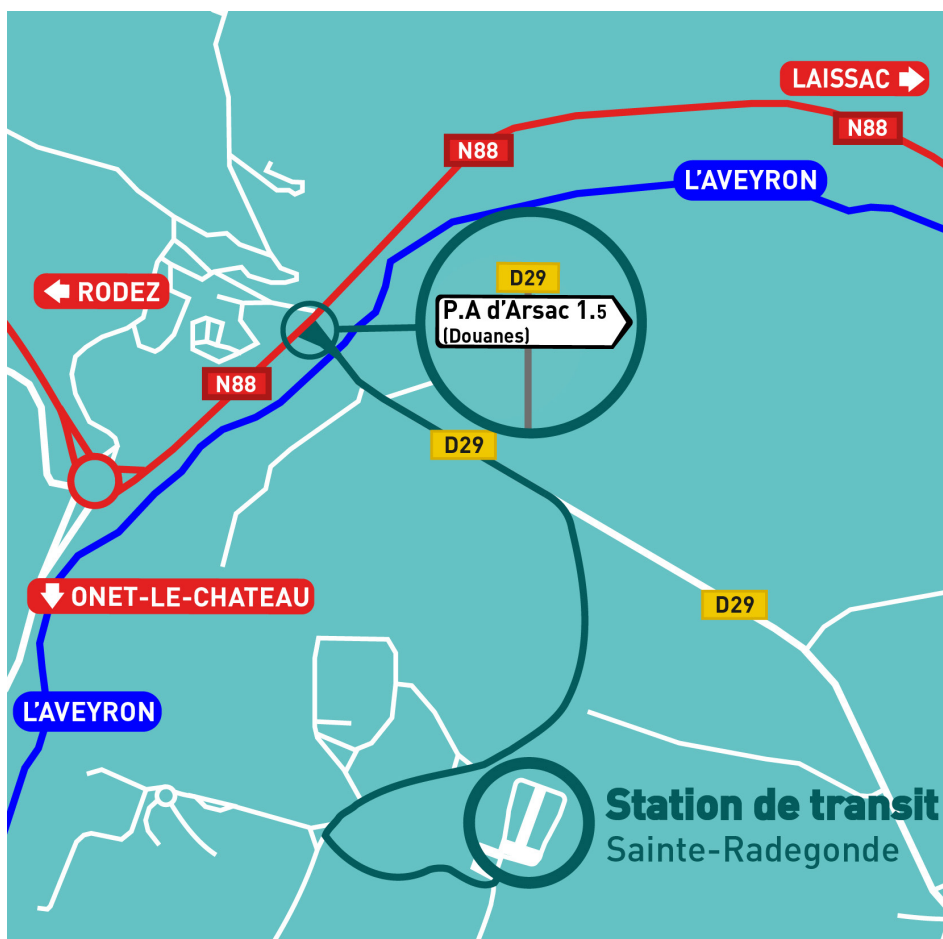 LAISSAC
N88
N88
L'AVEYRON
D29
RODEZ
P.A d'Arsac 1.5
(Douanes)
N88
D29
ONET-LE-CHATEAU
D29
L'AVEYRON
Station de transit
Sainte-Radegonde